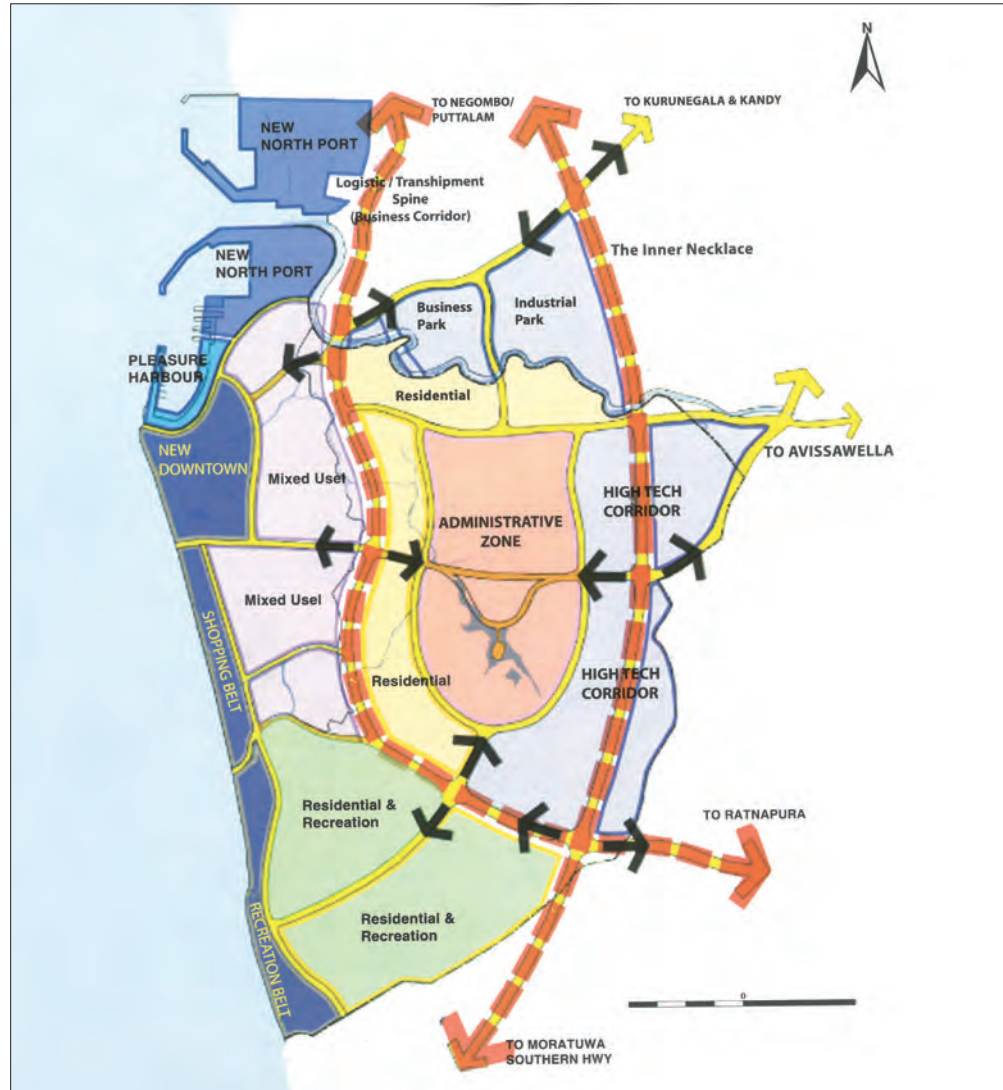 N
TO NEGOMBO/
PUTTALAM
TO KURUNEGALA & KANDY
NEW
NORTH PORT
Logistic / Transhipment
Spine
(Business Corridor)
The Inner Necklace
NEW
NORTH PORT
Business
Park
Industrial
Park
PLEASURE
HARBOUR
Residential
TO AVISSAWELLA
NEW
DOWNTOWN
Mixed Usel
HIGH TECH
CORRIDOR
ADMINISTRATIVE
ZONE
Mixed Usel
SHOPPING BELT
Residential
HIGH TECH
CORRIDOR
Residential &
Recreation
TO RATNAPURA
Residential &
Recreation
RECREATION BELT
0
TO MORATUWA
SOUTHERN HWY